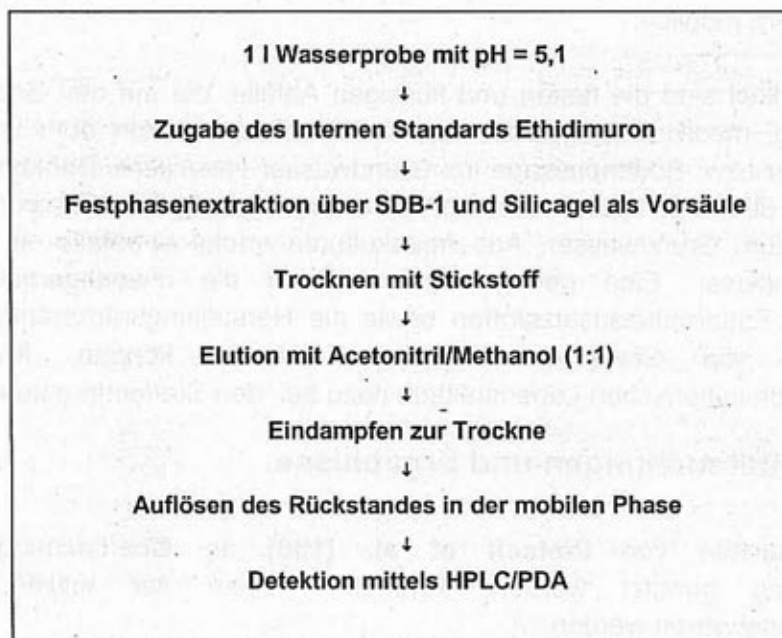 1 l Wasserprobe mit pH = 5,1
↓
Zugabe des Internen Standards Ethidimuron
↓
Festphasenextraktion über SDB-1 und Silicagel als Vorsäule
↓
Trocknen mit Stickstoff
↓
Elution mit Acetonitril/Methanol (1:1)
↓
Eindampfen zur Trockne
↓
Auflösen des Rückstandes in der mobilen Phase
↓
Detektion mittels HPLC/PDA